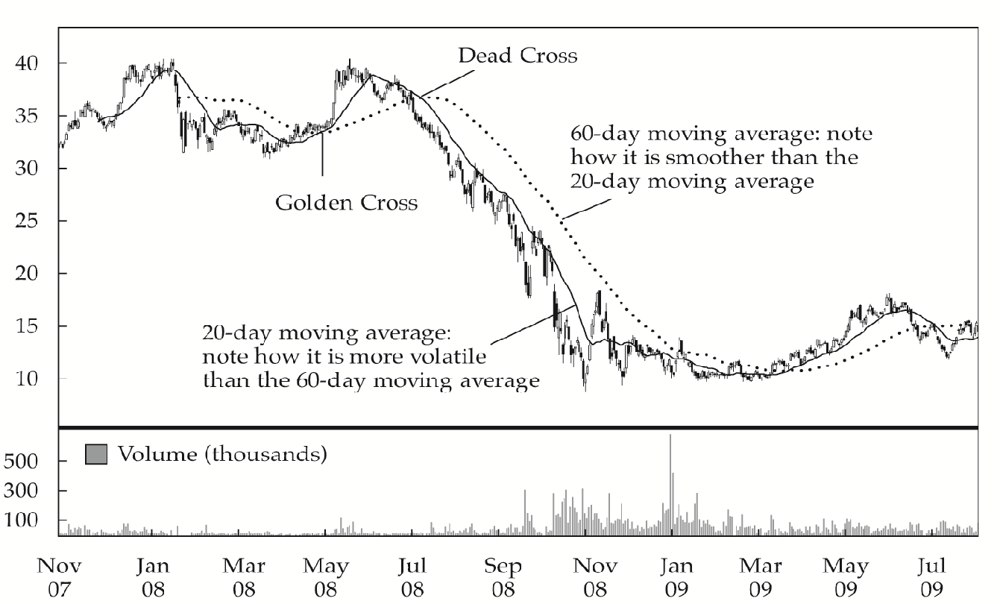 Dead Cross
40
35
30
25
20
15
10
60-day moving average: note
how it is smoother than the
20-day moving average
Golden Cross
20-day moving average:
note how it is more volatile
than the 60-day moving average
Volume (thousands)
500
300
100
Nov Jan Mar May Jul Sep Nov Jan Mar May Jul
07 08 08 08 08 08 08 09 09 09 09